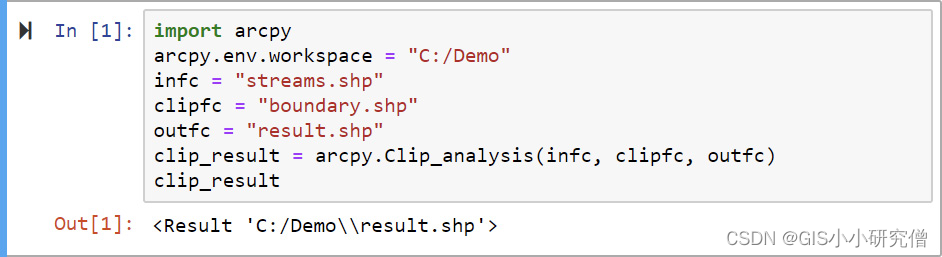 In [1]: import arcpy
arcpy.env.workspace = "C:/Demo"
infc = "streams.shp"
clipfc = "boundary.shp"
outfc = "result.shp"
clip_result = arcpy.Clip_analysis(infc, clipfc, outfc)
clip_result
Out[1]: <Result 'C:/Demo\\result.shp'>
CSDN @GIS小小研究僧